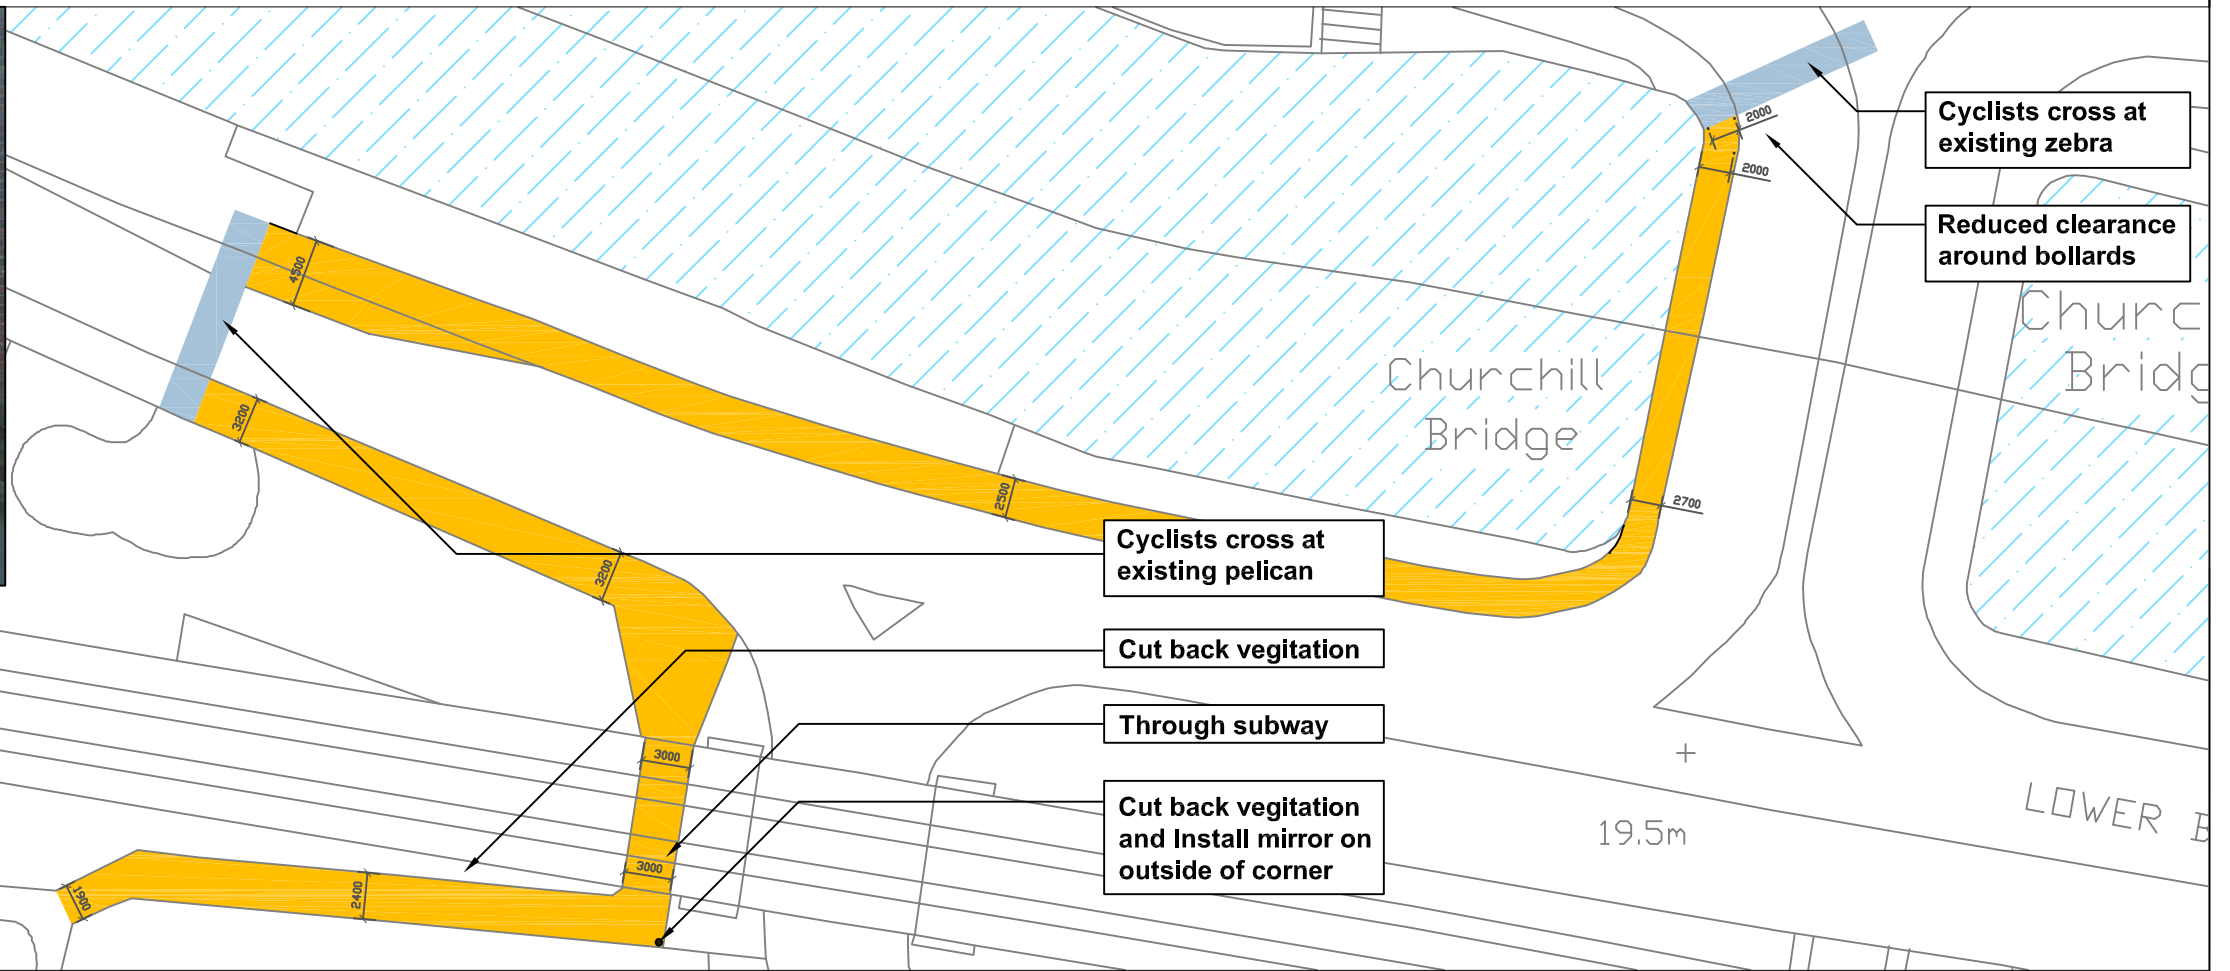 2000
Cyclists cross at
existing zebra
2000
Reduced clearance
around bollards
4500
Churchill
Bridge
Churc
Bridg
3200
2500
2700
Cyclists cross at
existing pelican
3200
Cut back vegitation
Through subway
3000
Cut back vegitation
and Install mirror on
outside of corner
19.5m
LOWER B
3000
2400
1900